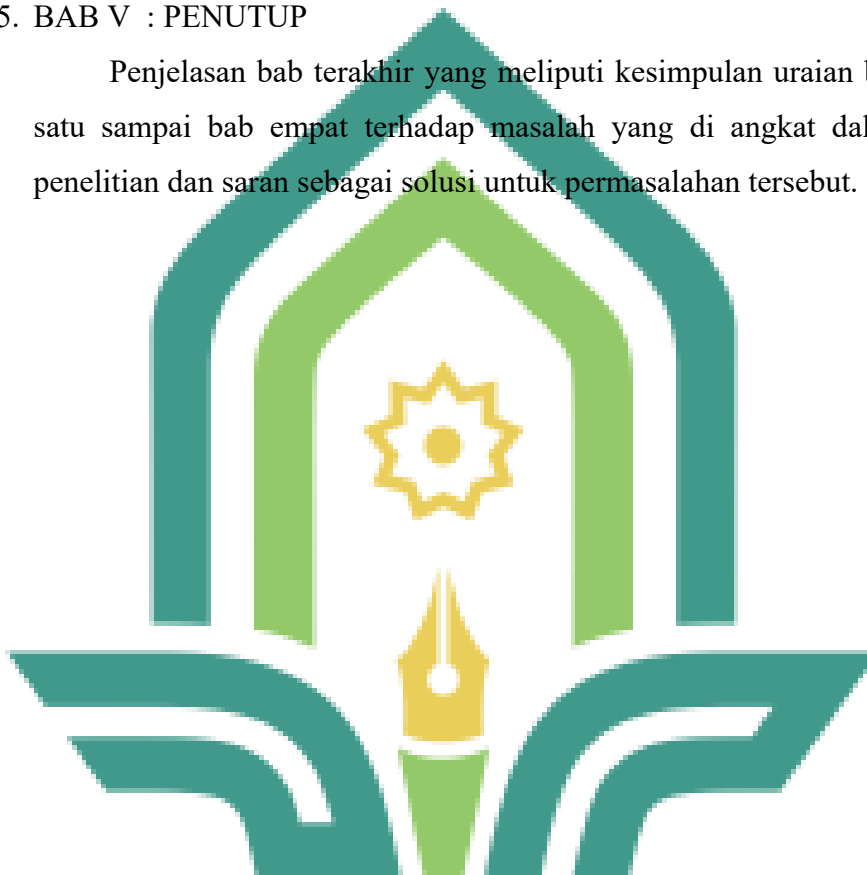 5. BAB V : PENUTUP
Penjelasan bab terakhir yang meliputi kesimpulan uraian
satu sampai bab empat terhadap masalah yang di angkat
penelitian dan saran sebagai solusi untuk permasalahan tersebut.